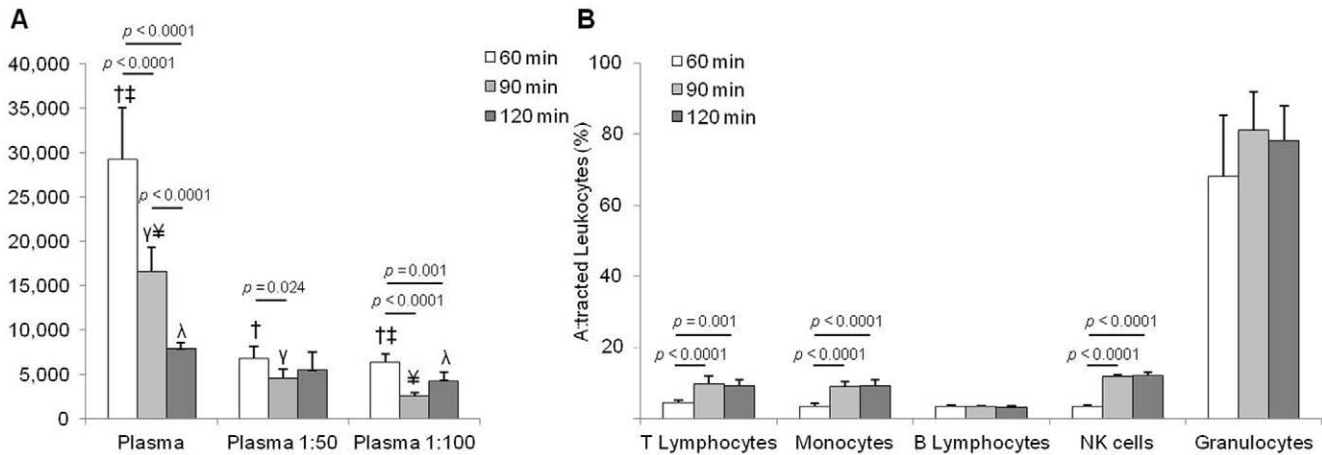 A
p < 0.0001
p < 0.0001
60 min
90 min
120 min
40,000
35,000
30,000
25,000
20,000
15,000
10,000
5,000
0
†‡
p < 0.0001
γ¥
λ
p = 0.024
†
γ
p = 0.001
p < 0.0001
†‡
¥
λ
Plasma
Plasma 1:50
Plasma 1:100
B
60 min
90 min
120 min
A:tracted Leukocytes (%)
100
80
60
40
20
p = 0.001
p < 0.0001
p < 0.0001
p < 0.0001
p < 0.0001
p < 0.0001
T Lymphocytes
Monocytes
B Lymphocytes
NK cells
Granulocytes